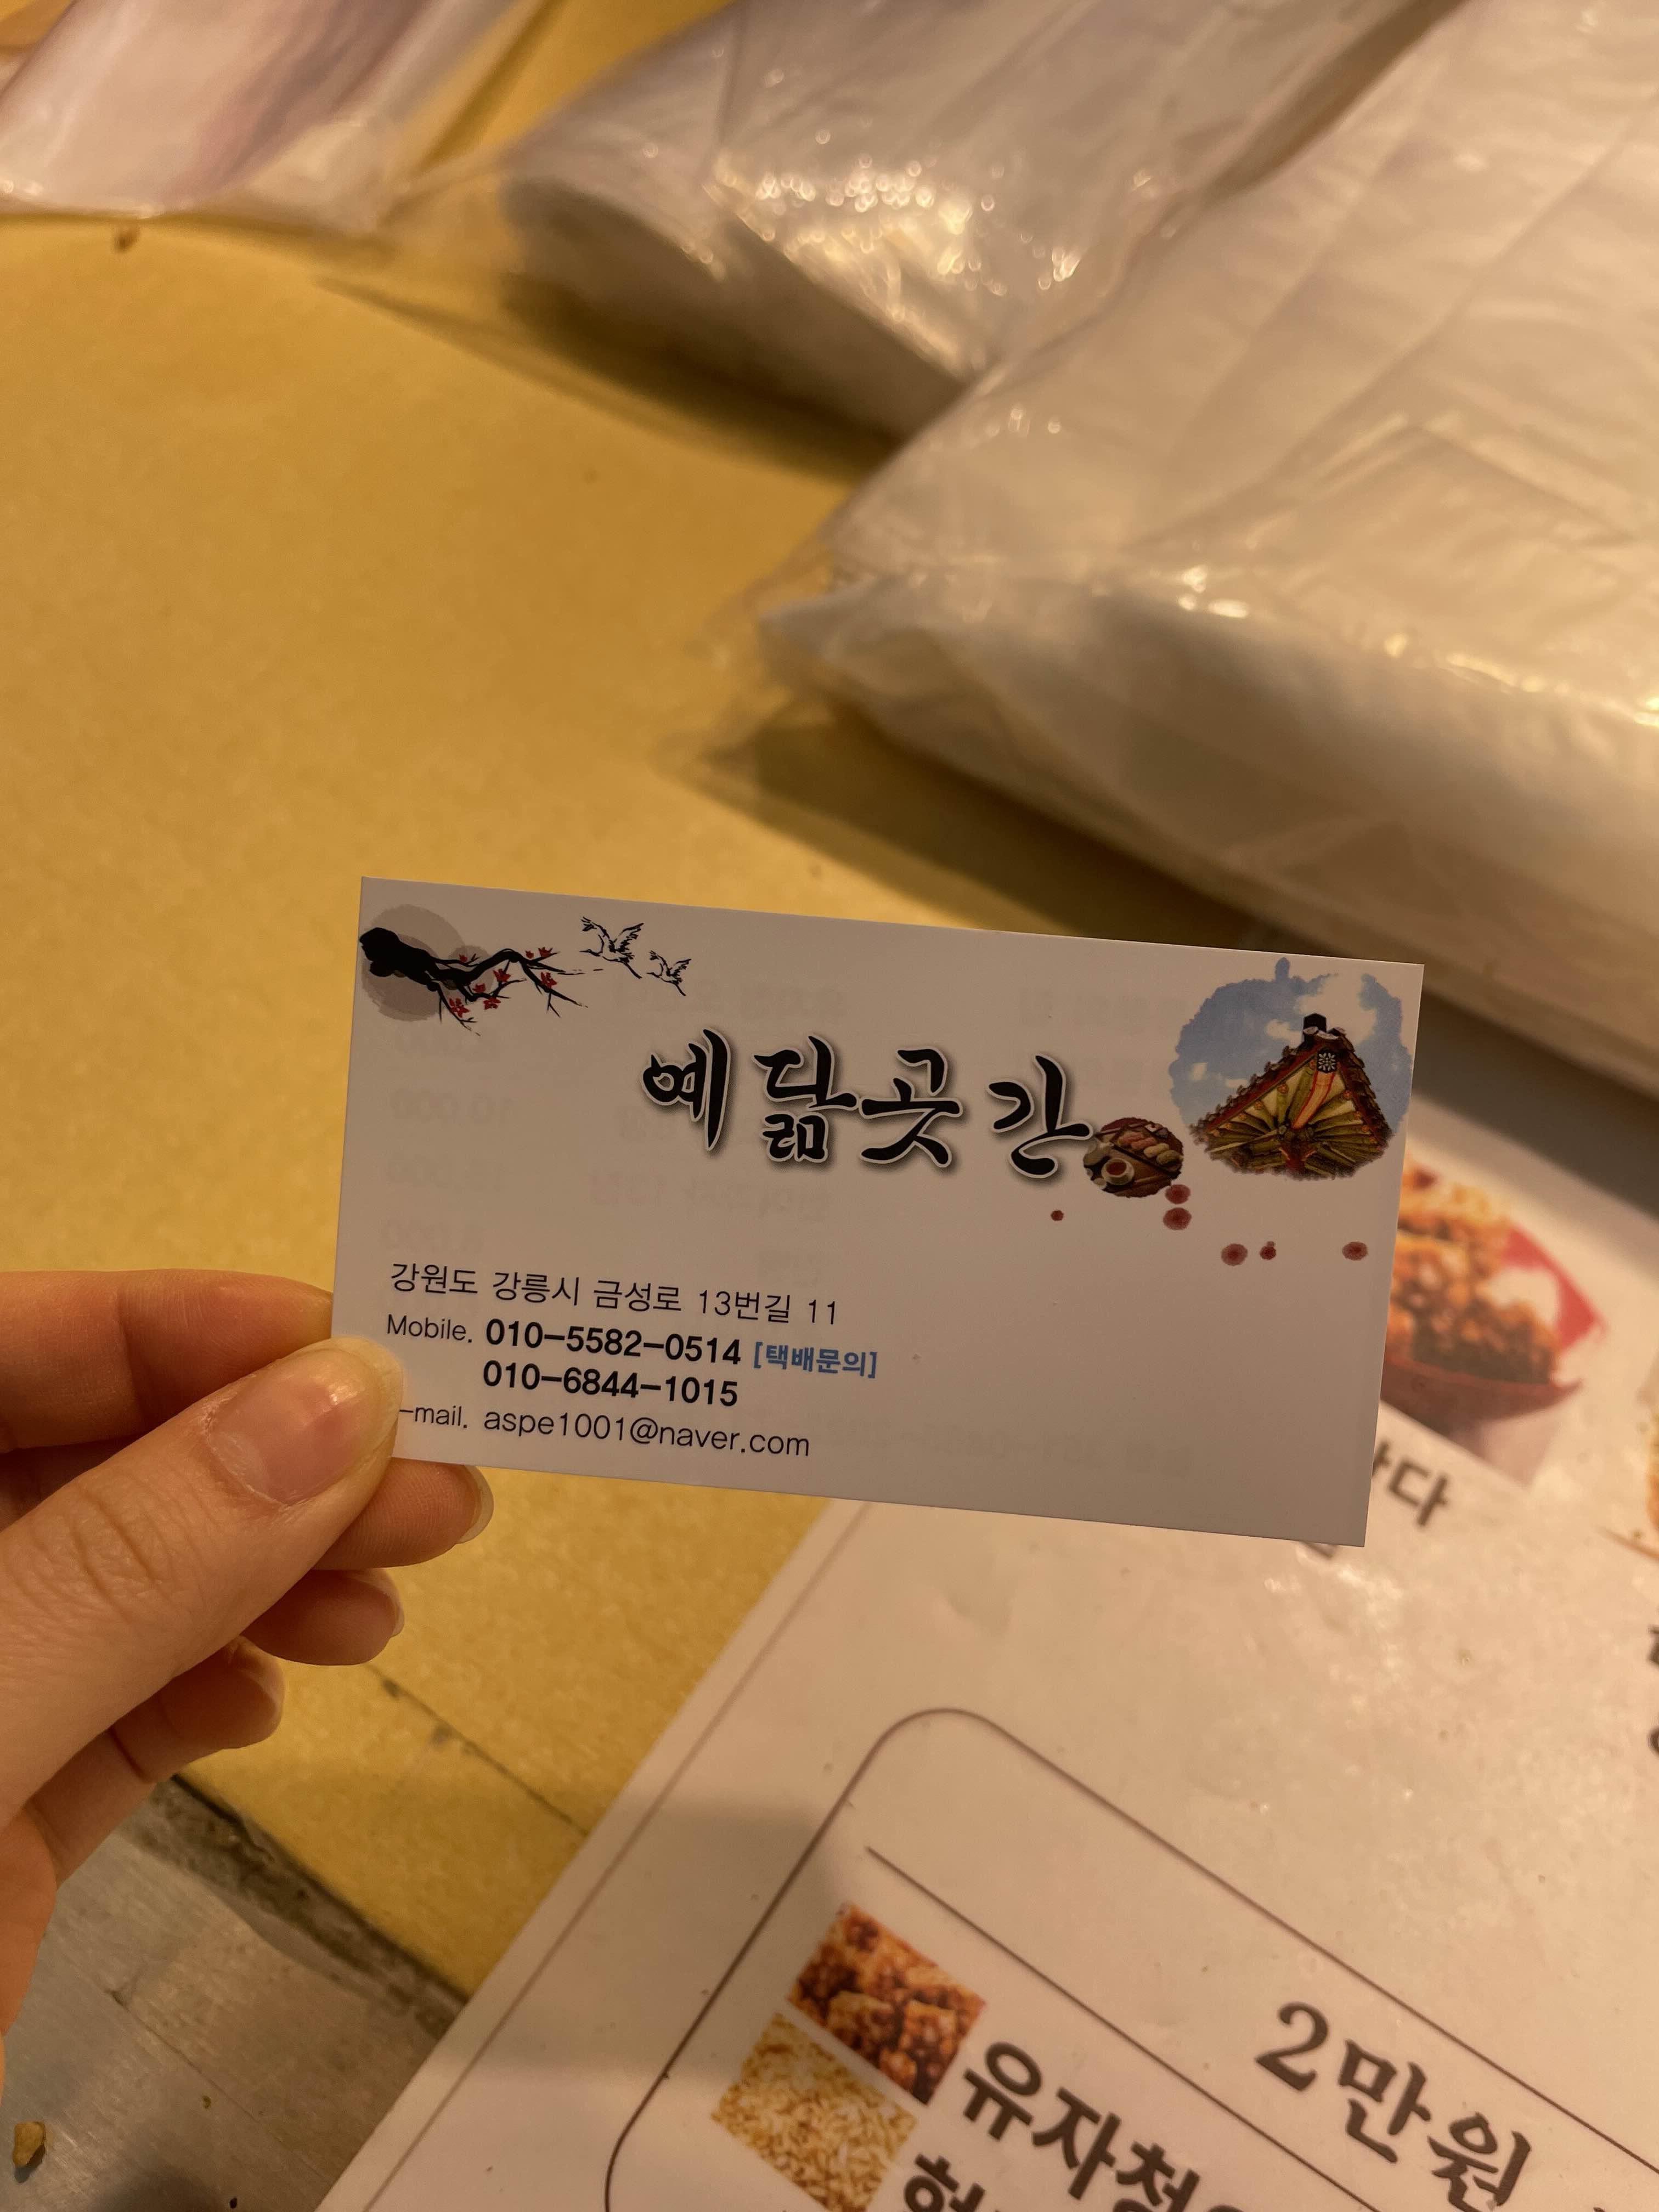 예닮곳간
강원도 강릉시 금성로 13번길 11
Mobile. 010-5582-0514 [택배문의]
010-6844-1015
-mail. aspe1001@naver.com
다
2만원
유자청
현